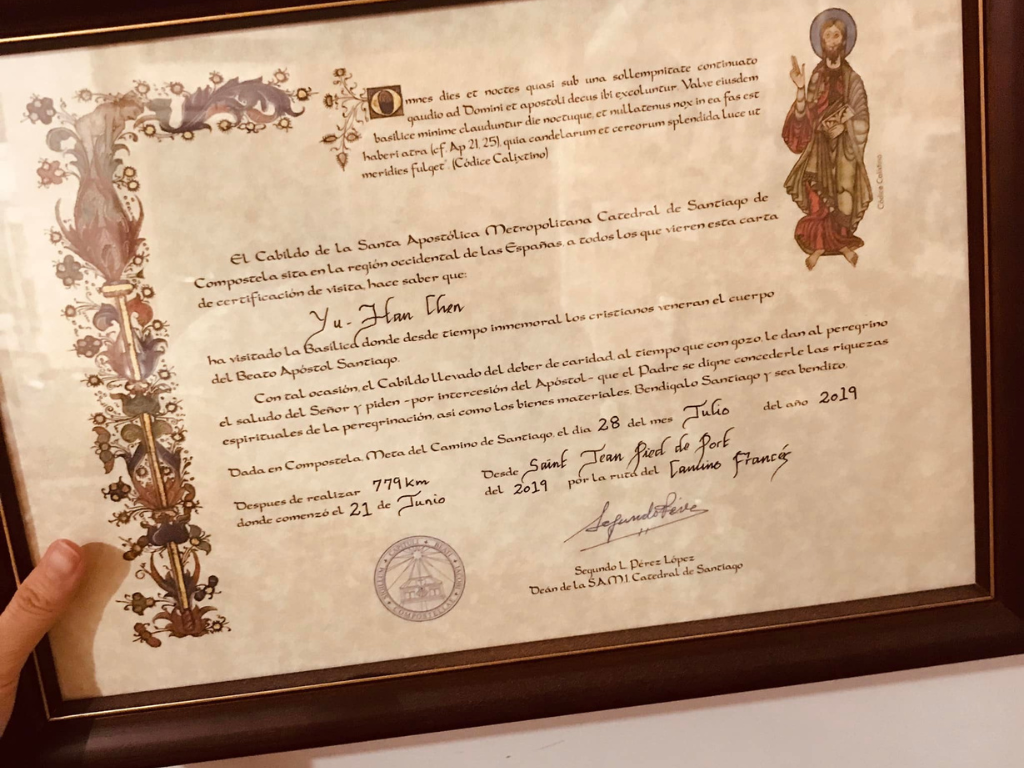 Omnes dies et noctes quasi sub una sollempnitate continuato
gaudio ad Domini et apostoli decus ibi excoluntur. Valve eiusdem
basilice minime clauduntur die noctuque, et nullatenus nox in ea fas est
haberi atra (cf. Ap 21, 25), quia candelarum et cereorum splendida luce ut
meridies fulget". (Códice Calixtino)
Códice Calixtino
El Cabildo de la Santa Apostólica Metropolitana Catedral de Santiago de
Compostela sita en la región occidental de las Españas, a todos los que vieren esta carta
de certificación de visita, hace saber que:
Yu-Han Chen
ha visitado la Basílica donde desde tiempo inmemorial los cristianos veneran el cuerpo
del Beato Apóstol Santiago.
Con tal ocasión, el Cabildo llevado del deber de caridad, al tiempo que con gozo, le dan al peregrino
el saludo del Señor y piden -por intercesión del Apóstol- que el Padre se digne concederle las riquezas
espirituales de la peregrinación, así como los bienes materiales. Bendígalo Santiago y sea bendito.
Dada en Compostela, Meta del Camino de Santiago, el día 28 del mes Julio del año 2019
Despues de realizar 779 km Desde Saint Jean Pied de Port
donde comenzó el 21 de Junio del 2019 por la ruta del Camino Francés
Segundo L. Pérez López
Deán de la S.A.M.I. Catedral de Santiago